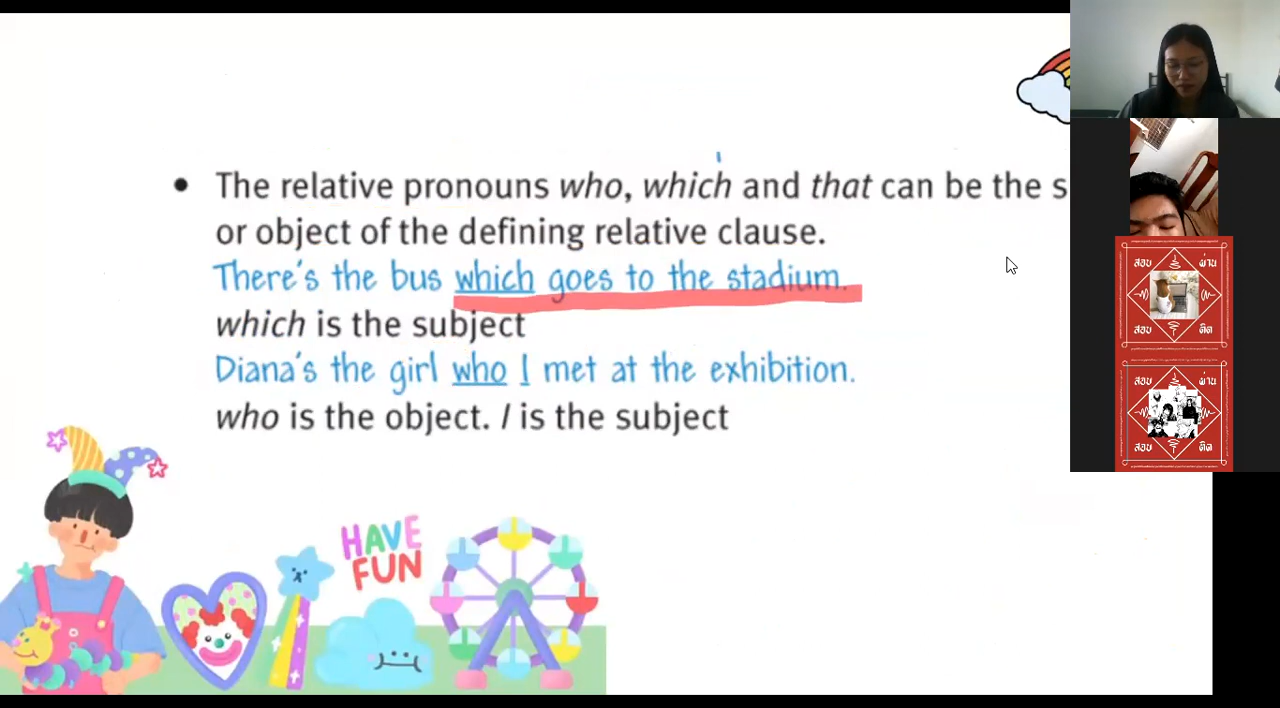 • The relative pronouns who, which and that can be the s
or object of the defining relative clause.
There's the bus which goes to the stadium.
which is the subject
Diana's the girl who I met at the exhibition.
who is the object. I is the subject
HAVE
FUN
สอบ ผ่าน
สอบ ติด
สอบ ผ่าน
สอบ ติด